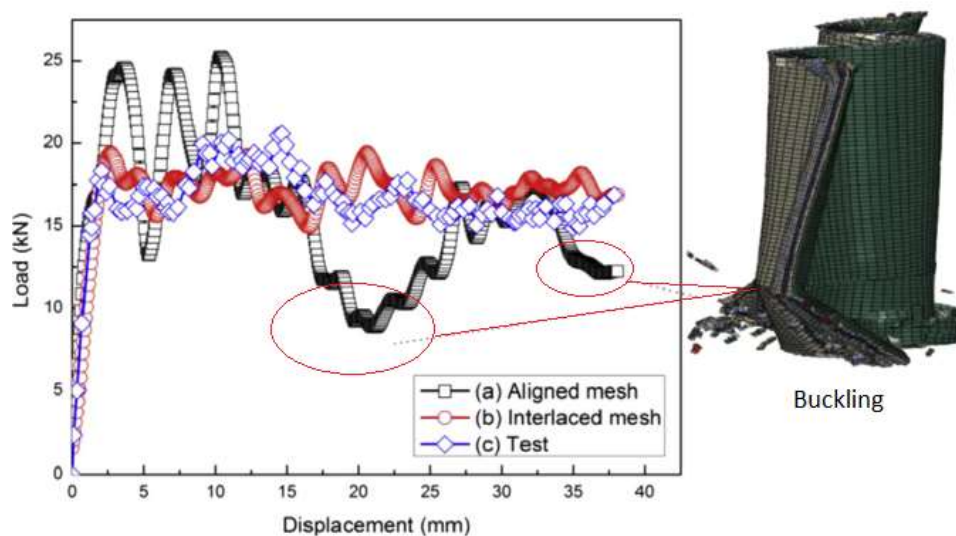 25
20
15
10
5
0
Load (kN)
(a) Aligned mesh
(b) Interlaced mesh
(c) Test
0 5 10 15 20 25 30 35 40
Displacement (mm)
Buckling